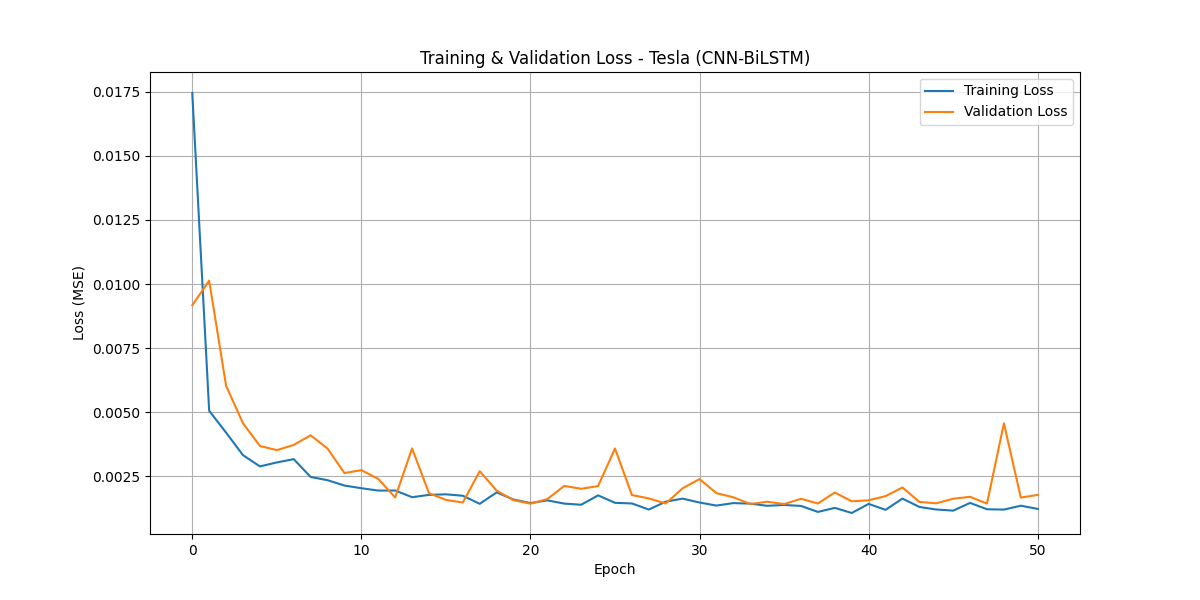 Training & Validation Loss - Tesla (CNN-BiLSTM)
Training Loss
Validation Loss
0.0175
0.0150
0.0125
0.0100
0.0075
0.0050
0.0025
Loss (MSE)
0 10 20 30 40 50
Epoch